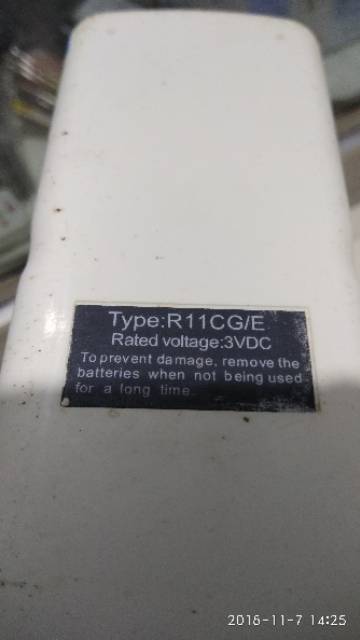 Type:R11CG/E
Rated voltage:3VDC
To prevent damage, remove the
batteries when not being used
for a long time.
2018-11-7 14:25